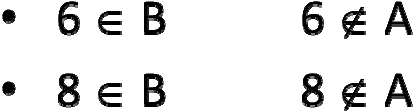 • 6 ∈ B 6 ∉ A
• 8 ∈ B 8 ∉ A